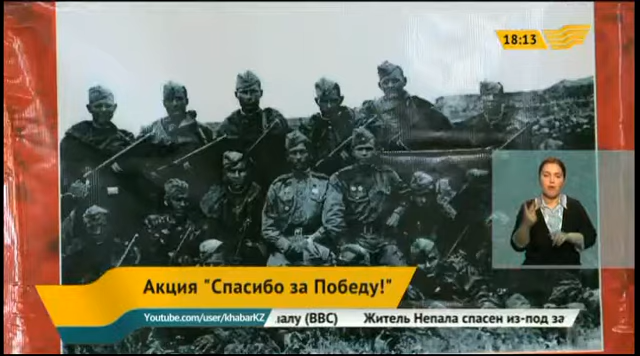 18:13
Акция "Спасибо за Победу!"
Youtube.com/user/khabarKZ
алу (BBC) Житель Непала спасен из-под за